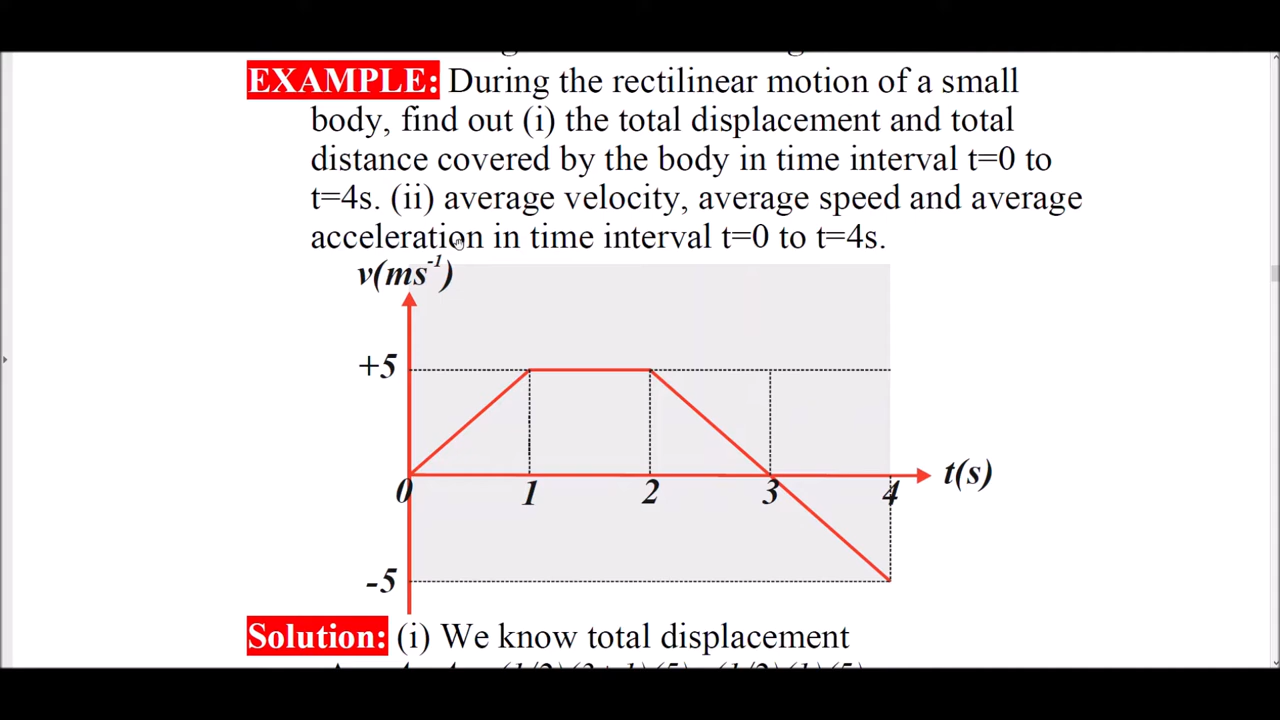 EXAMPLE: During the rectilinear motion of a small
body, find out (i) the total displacement and total
distance covered by the body in time interval t=0 to
t=4s. (ii) average velocity, average speed and average
acceleration in time interval t=0 to t=4s.
v(ms⁻¹)
+5
0 1 2 3 4 t(s)
-5
Solution: (i) We know total displacement